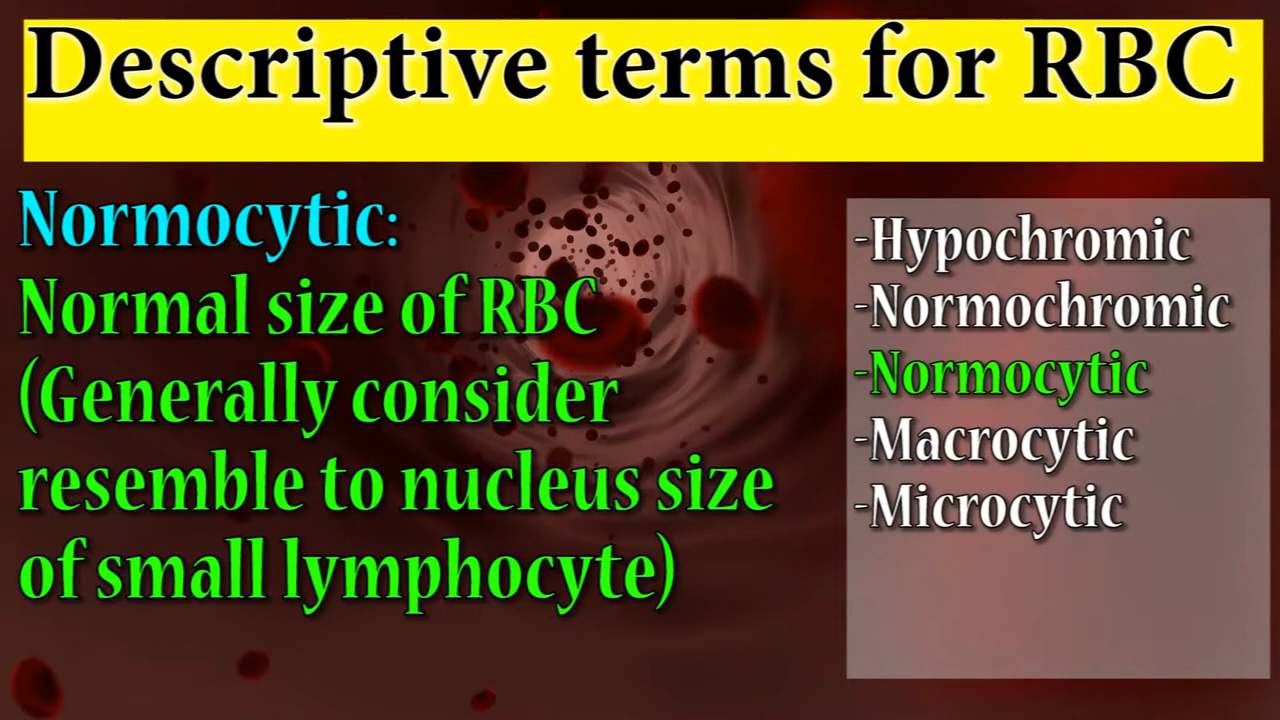 Descriptive terms for RBC
Normocytic:
Normal size of RBC
(Generally consider
resemble to nucleus size
of small lymphocyte)
-Hypochromic
-Normochromic
-Normocytic
-Macrocytic
-Microcytic